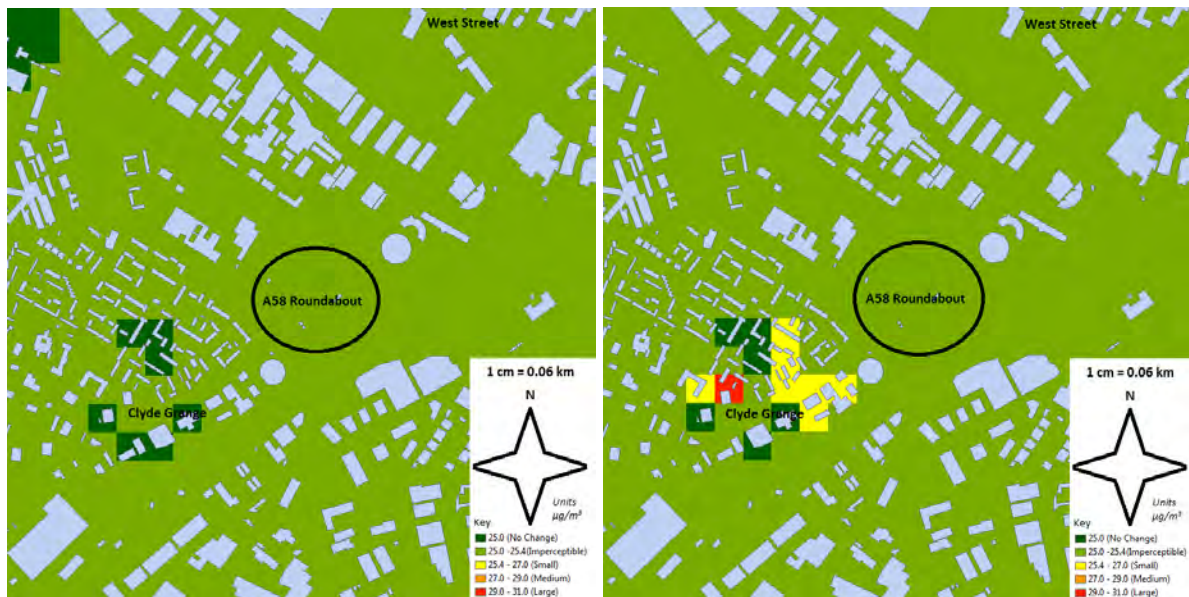 West Street
A58 Roundabout
Clyde Grange
1 cm = 0.06 km
N
Units
µg/m³
Key
25.0 (No Change)
25.0 -25.4(Imperceptible)
25.4 - 27.0 (Small)
27.0 - 29.0 (Medium)
29.0 - 31.0 (Large)
West Street
A58 Roundabout
Clyde Grange
1 cm = 0.06 km
N
Units
µg/m³
Key
25.0 (No Change)
25.0 -25.4(Imperceptible)
25.4 - 27.0 (Small)
27.0 - 29.0 (Medium)
29.0 - 31.0 (Large)